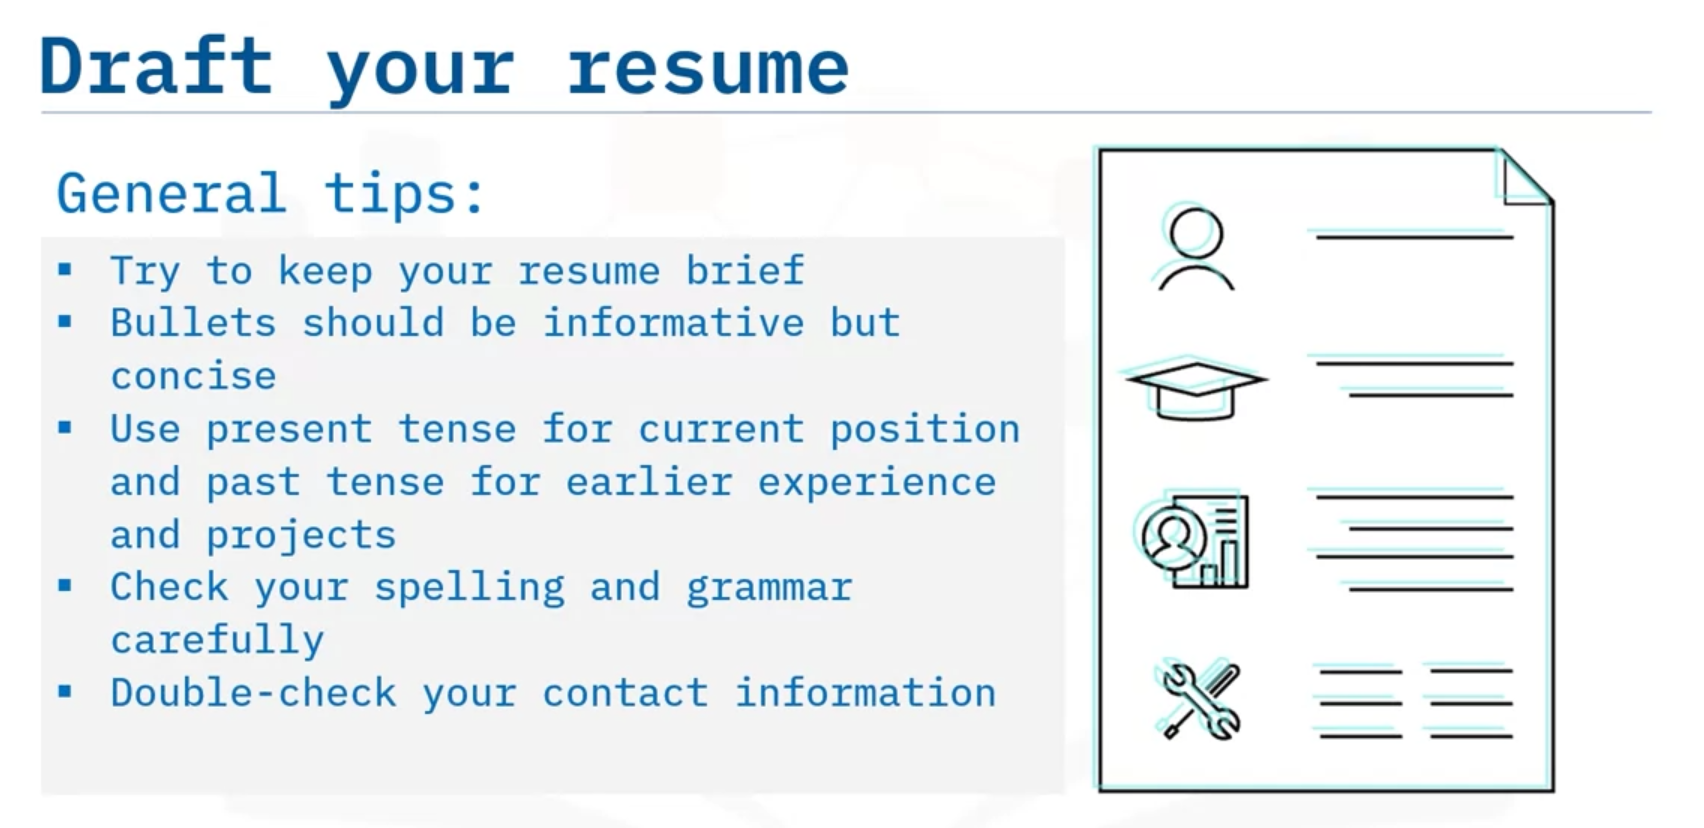 Draft your resume
General tips:
▪ Try to keep your resume brief
▪ Bullets should be informative but
concise
▪ Use present tense for current position
and past tense for earlier experience
and projects
▪ Check your spelling and grammar
carefully
▪ Double-check your contact information